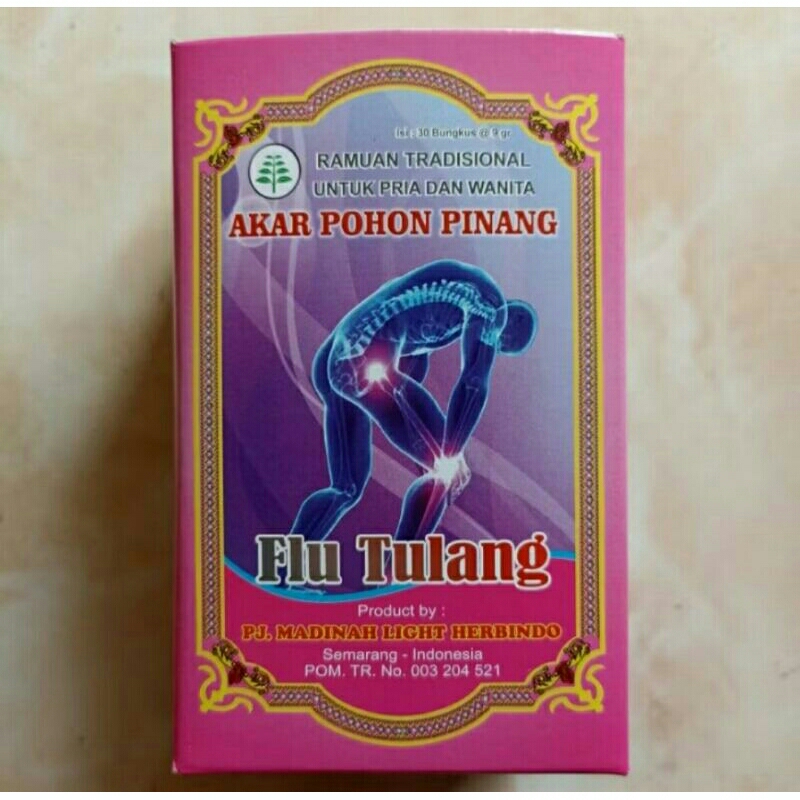 isi : 30 Bungkus @ 9 gr
RAMUAN TRADISIONAL
UNTUK PRIA DAN WANITA
AKAR POHON PINANG
Flu Tulang
Product by :
PJ. MADINAH LIGHT HERBINDO
Semarang - Indonesia
POM. TR. No. 003 204 521